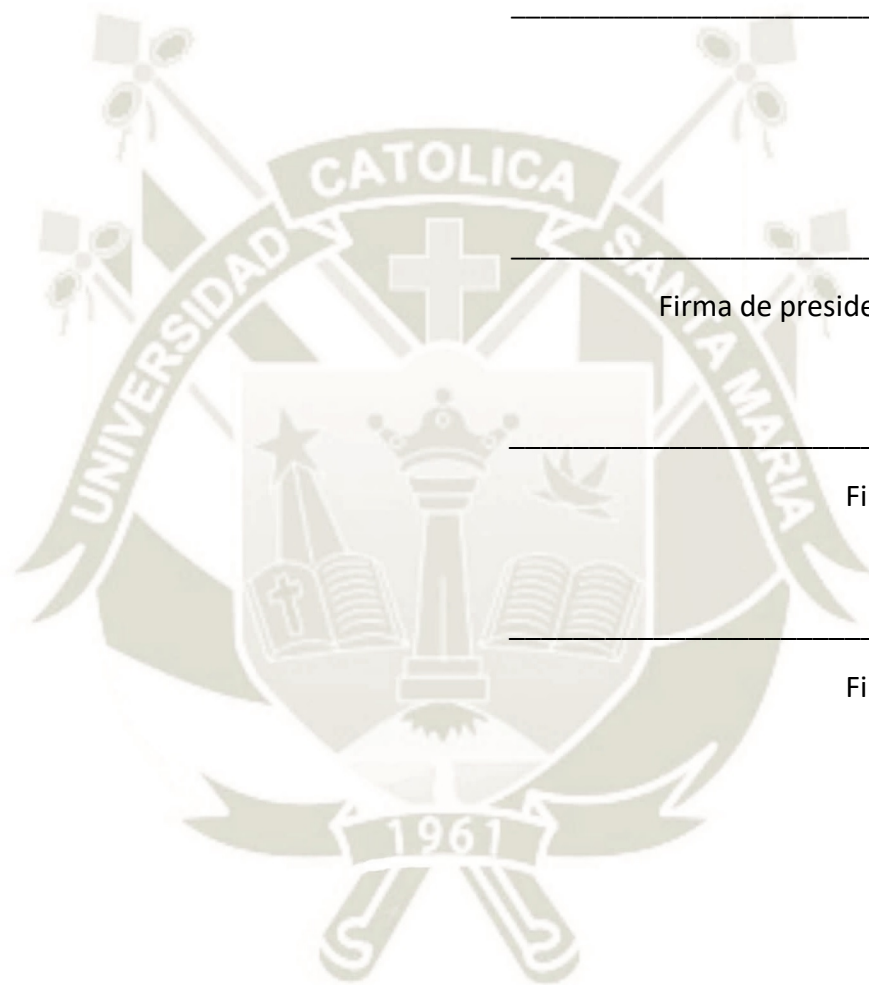 CATOLICA
UNIVERSIDAD
SANTA MARIA
Firma de preside
Fi
Fi
1961